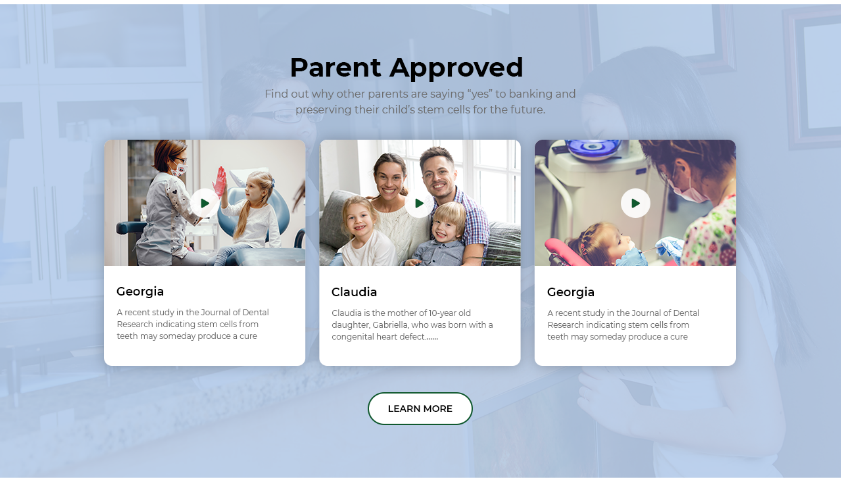 Parent Approved
Find out why other parents are saying “yes” to banking and
preserving their child’s stem cells for the future.
Georgia
A recent study in the Journal of Dental
Research indicating stem cells from
teeth may someday produce a cure
Claudia
Claudia is the mother of 10-year old
daughter, Gabriella, who was born with a
congenital heart defect......
Georgia
A recent study in the Journal of Dental
Research indicating stem cells from
teeth may someday produce a cure
LEARN MORE